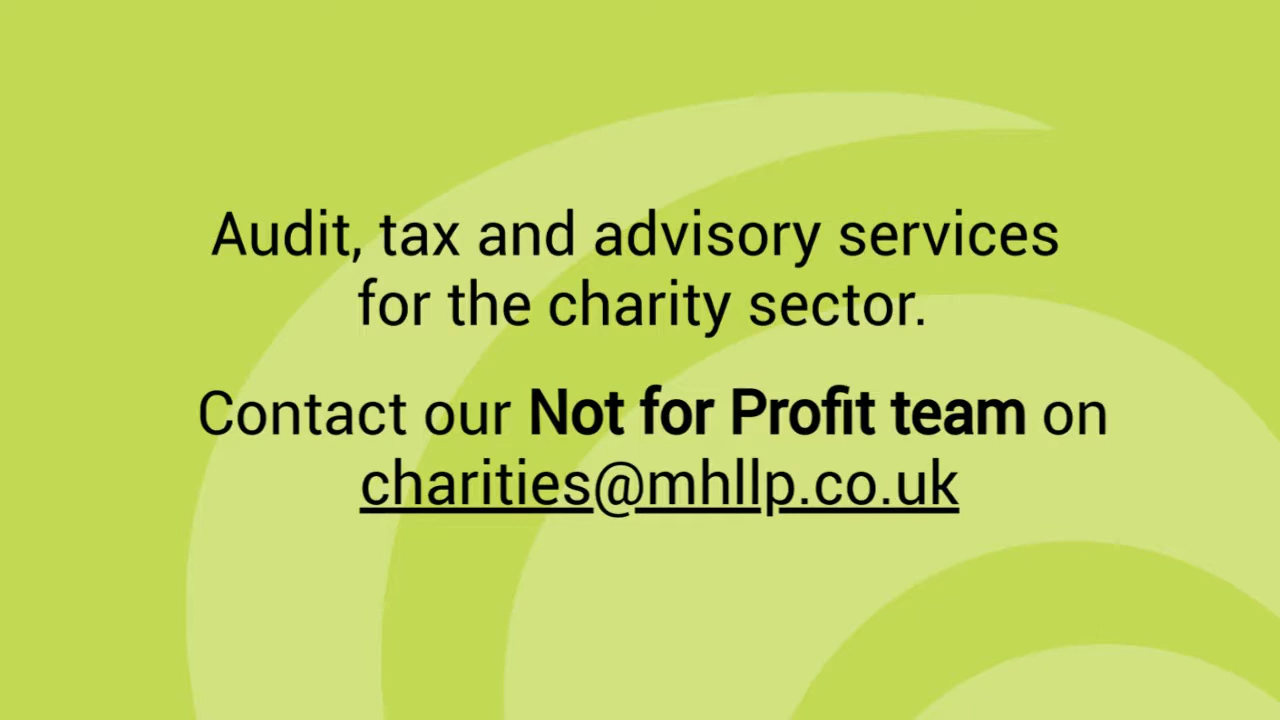 Audit, tax and advisory services
for the charity sector.
Contact our Not for Profit team on
charities@mhllp.co.uk